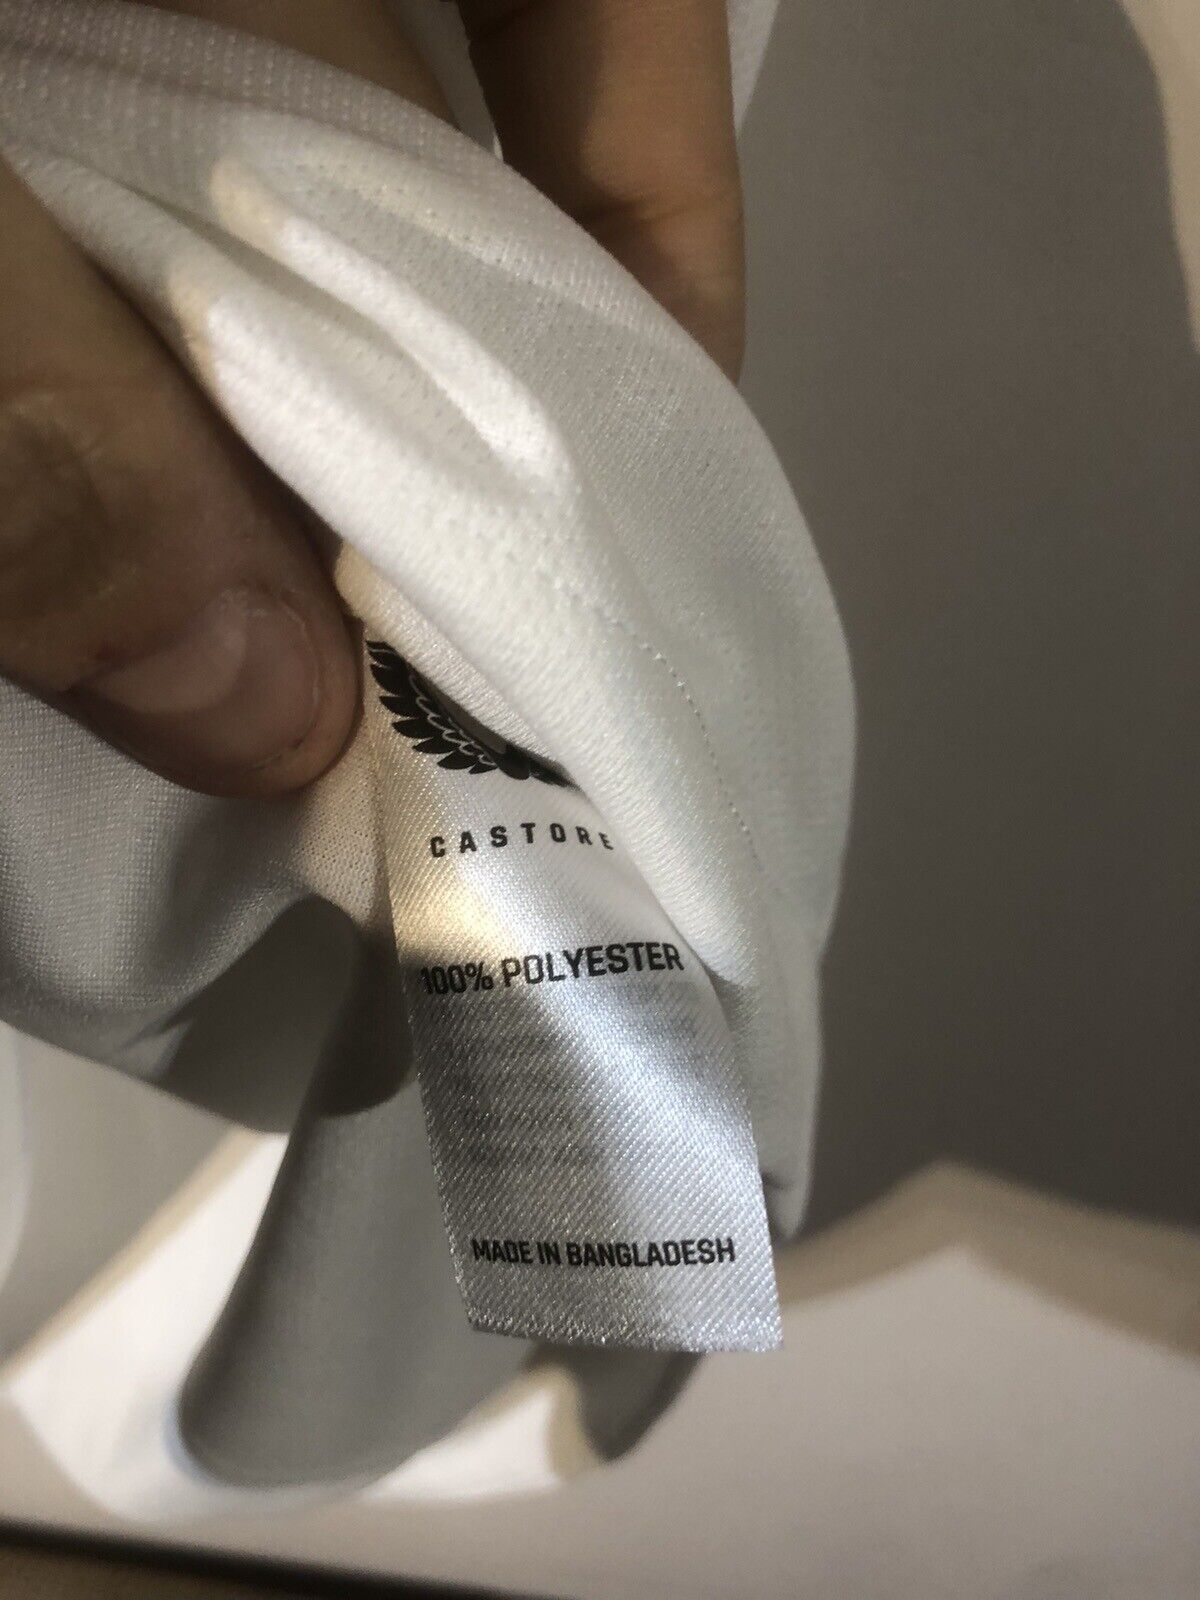 CASTORE
100% POLYESTER
MADE IN BANGLADESH